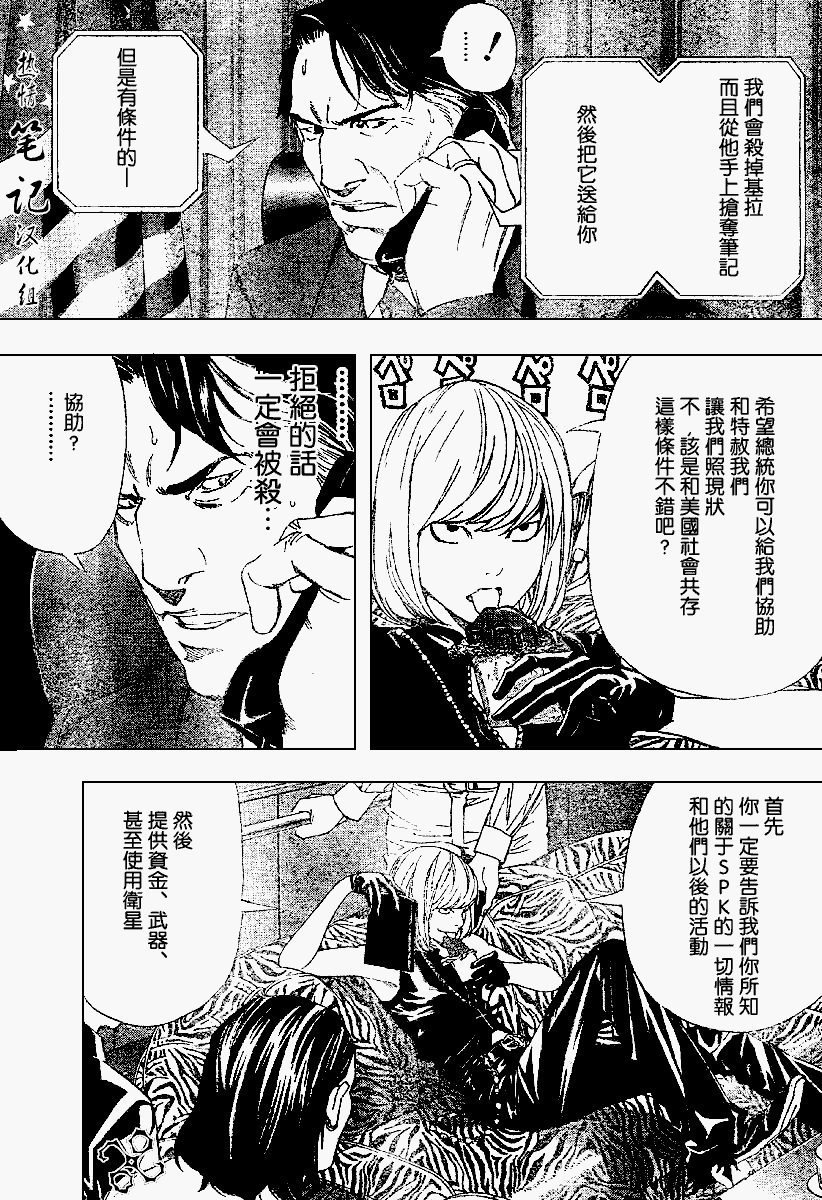 我們會殺掉基拉
而且從他手上搶奪筆記
然後把它送給你
…！
但是有條件的—
热情
笔记
汉化组
希望總統你可以給我們協助
和特赦我們
讓我們照現狀
不，該是和美國社會共存
這樣條件不錯吧？
………
拒絕的話
一定會被殺…
協助？
………
首先
你一定要告訴我們你所知
的關于SPK的一切情報
和他們以後的活動
然後
提供資金、武器、
甚至使用衛星